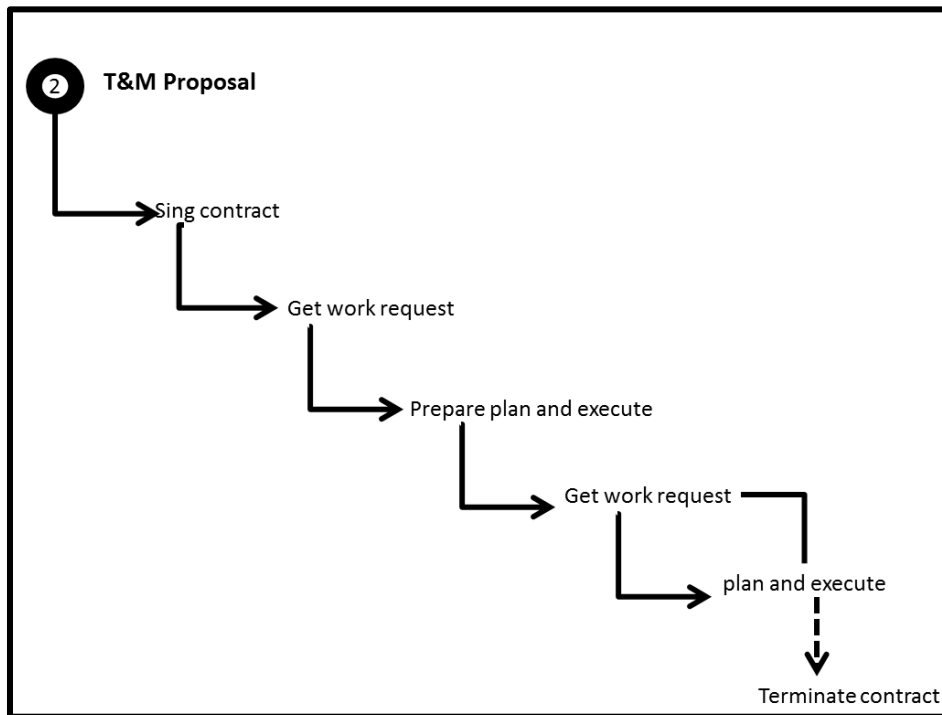 2
T&M Proposal
Sing contract
Get work request
Prepare plan and execute
Get work request
plan and execute
Terminate contract